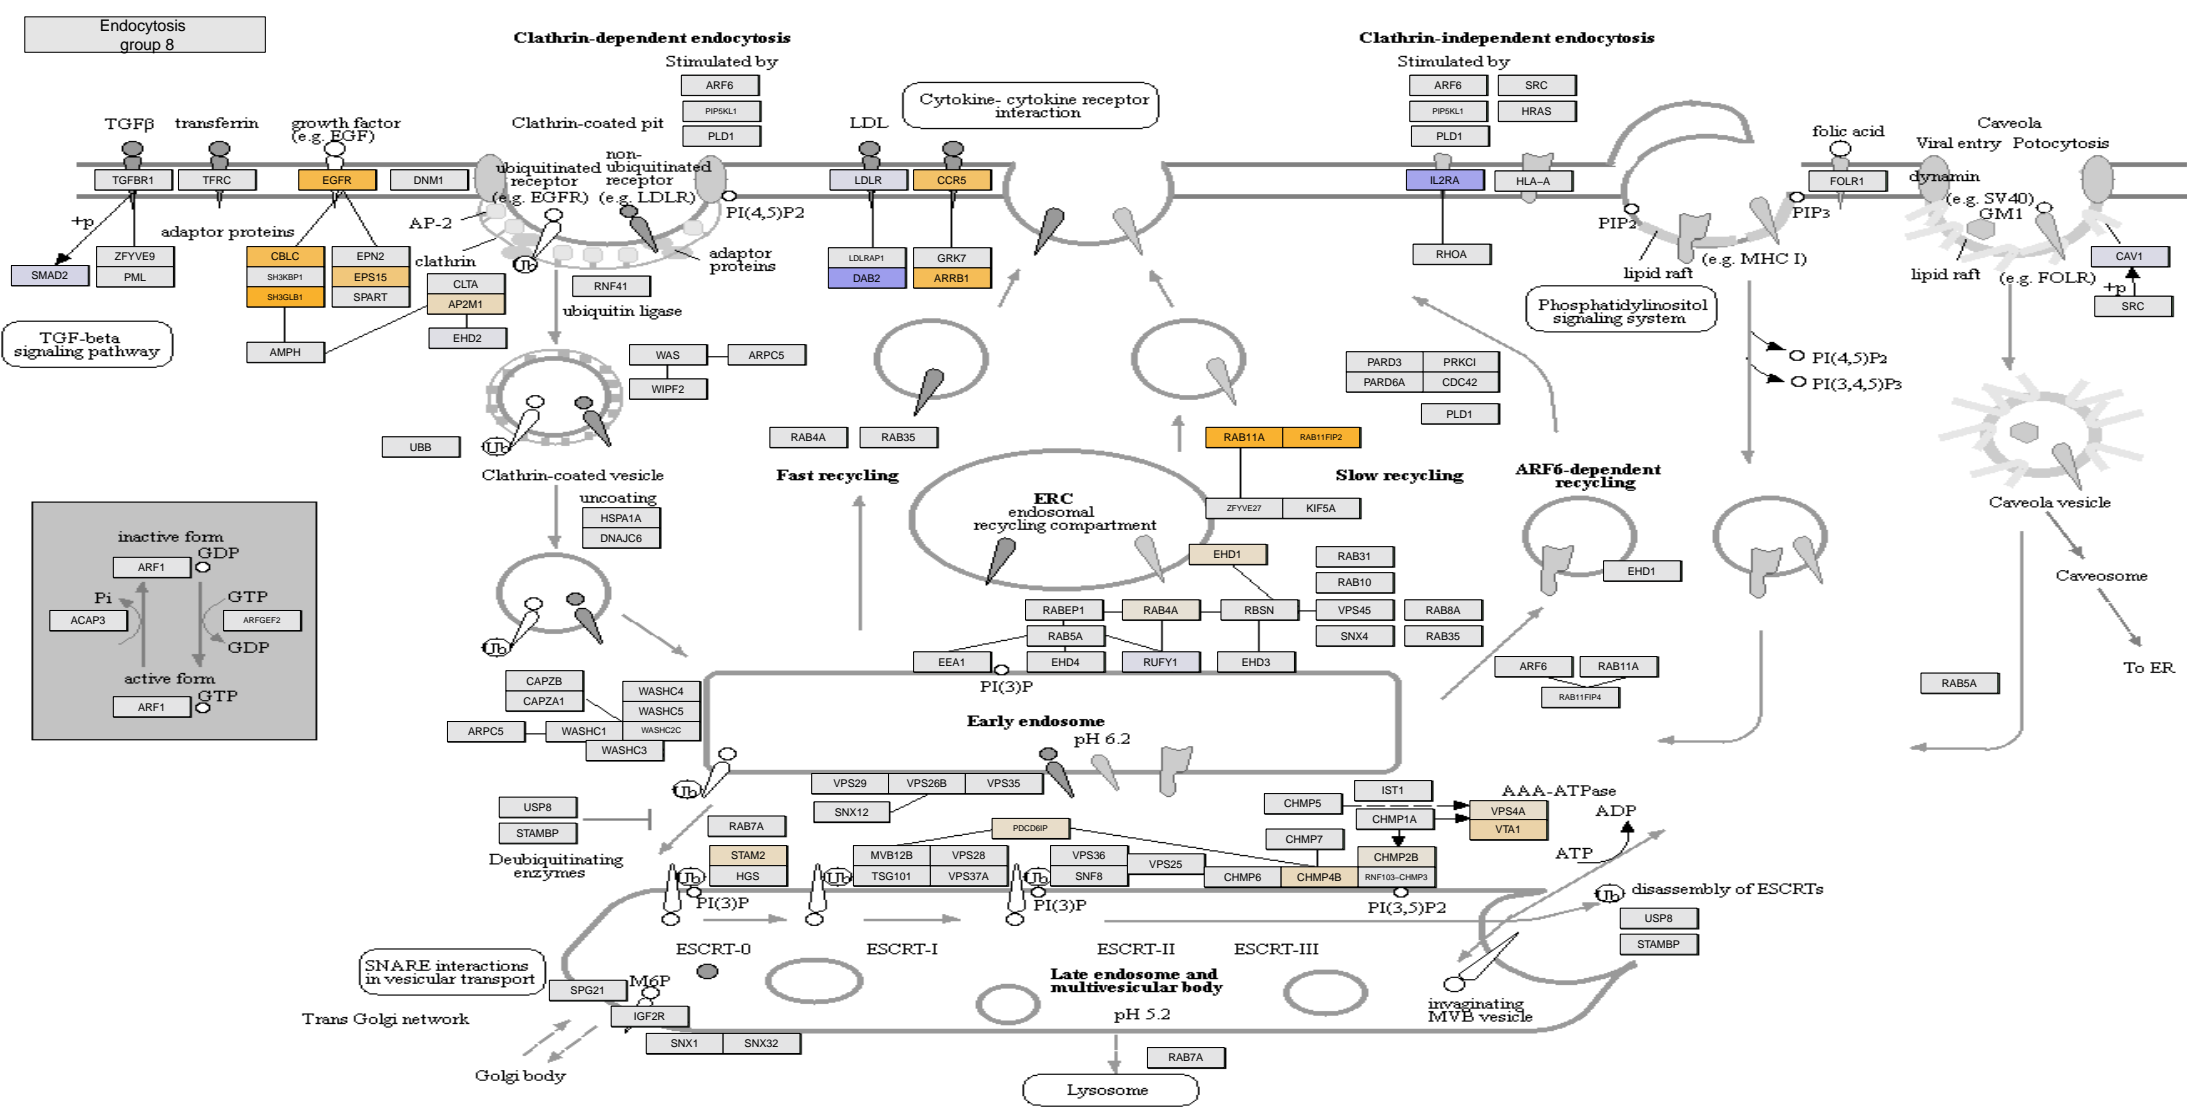 Endocytosis
group 8
Clathrin-dependent endocytosis
Stimulated by
ARF6
PIP5KL1
PLD1
Cytokine- cytokine receptor
interaction
Clathrin-independent endocytosis
Stimulated by
ARF6
SRC
PIP5KL1
HRAS
PLD1
TGFβ
transferrin
growth factor
(e.g. EGF)
Clathrin-coated pit
LDL
folic acid
Caveola
Viral entry Potocytosis
TGFBR1
TFRC
EGFR
DNM1
ubiquitinated
receptor
(e.g. EGFR)
non-
ubiquitinated
receptor
(e.g. LDLR)
LDLR
CCR5
IL2RA
HLA-A
FOLR1
dynamin
(e.g. SV40)
GM1
+p
adaptor proteins
AP-2
PI(4,5)P2
PIP2
PIP3
SMAD2
ZFYVE9
PML
CBLC
SH3KBP1
SH3GLB1
EPN2
EPS15
SPART
clathrin
CLTA
AP2M1
EHD2
AMPH
Ub
RNF41
ubiquitin ligase
adaptor
proteins
LDLRAP1
DAB2
GRK7
ARRB1
RHOA
lipid raft
(e.g. MHC I)
lipid raft
(e.g. FOLR)
CAV1
+p
SRC
TGF-beta
signaling pathway
Phosphatidylinositol
signaling system
WAS
ARPC5
WIPF2
PARD3
PRKCI
PARD6A
CDC42
PLD1
PI(4,5)P2
PI(3,4,5)P3
UBB
Ub
Clathrin-coated vesicle
RAB4A
RAB35
Fast recycling
RAB11A
RAB11FIP2
Slow recycling
ARF6-dependent
recycling
uncoating
HSPA1A
DNAJC6
ERC
endosomal
recycling compartment
ZFYVE27
KIF5A
Caveola vesicle
inactive form
GDP
ARF1
Pi
GTP
ACAP3
ARFGEF2
GDP
active form
GTP
ARF1
EHD1
RAB31
RAB10
EHD1
Caveosome
Ub
RABEP1
RAB4A
RBSN
VPS45
RAB8A
RAB5A
SNX4
RAB35
EEA1
EHD4
RUFY1
EHD3
PI(3)P
ARF6
RAB11A
RAB11FIP4
RAB5A
To ER
CAPZB
CAPZA1
WASHC4
WASHC5
ARPC5
WASHC1
WASHC2C
WASHC3
Early endosome
pH 6.2
Ub
VPS29
VPS26B
VPS35
SNX12
USP8
STAMBP
Deubiquitinating
enzymes
RAB7A
PDCD6IP
CHMP5
IST1
CHMP1A
AAA-ATPase
VPS4A
VTA1
ADP
ATP
CHMP7
STAM2
HGS
MVB12B
VPS28
TSG101
VPS37A
VPS36
SNF8
VPS25
CHMP6
CHMP4B
CHMP2B
RNF103-CHMP3
Ub
Ub
Ub
PI(3)P
PI(3)P
PI(3,5)P2
Ub
disassembly of ESCRTs
USP8
STAMBP
ESCRT-0
ESCRT-I
ESCRT-II
ESCRT-III
SNARE interactions
in vesicular transport
Late endosome and
multivesicular body
pH 5.2
SPG21
M6P
IGF2R
invaginating
MVB vesicle
Trans Golgi network
SNX1
SNX32
Golgi body
RAB7A
Lysosome